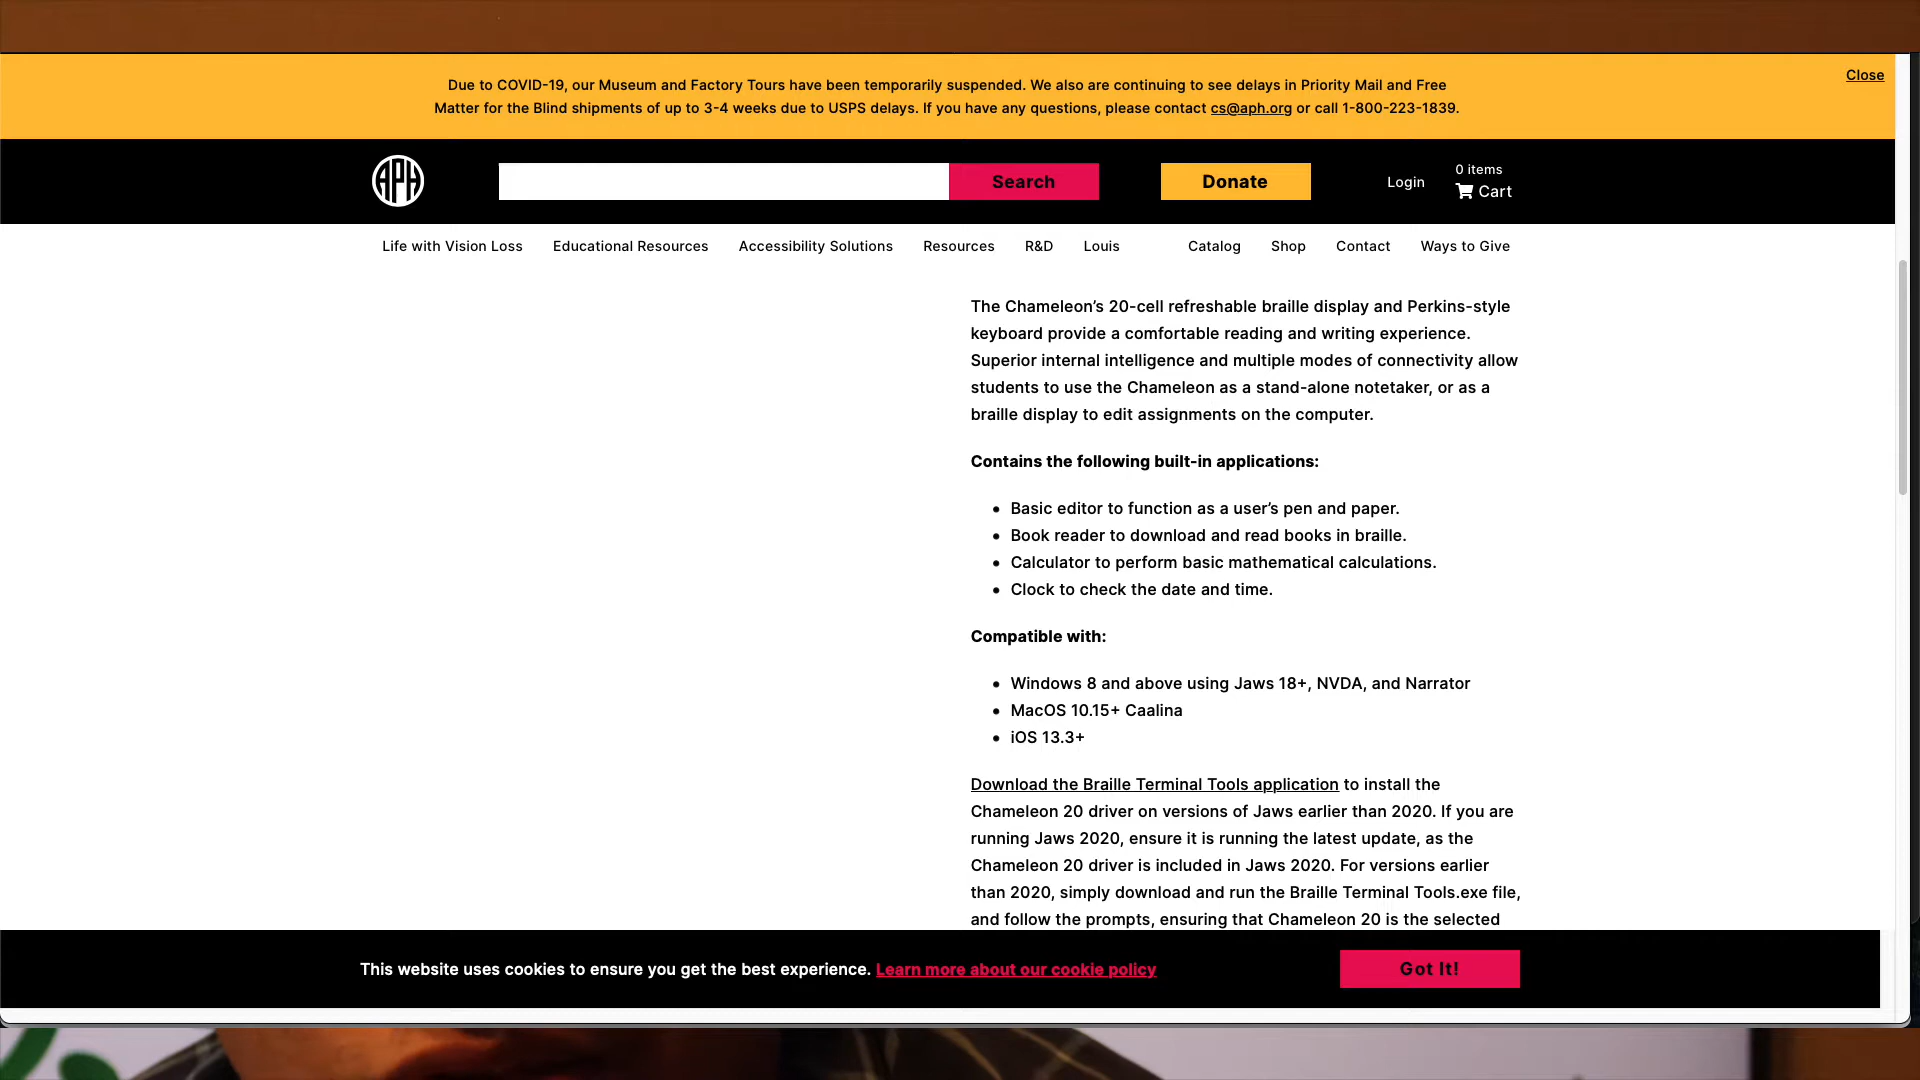 Due to COVID-19, our Museum and Factory Tours have been temporarily suspended. We also are continuing to see delays in Priority Mail and Free
Matter for the Blind shipments of up to 3-4 weeks due to USPS delays. If you have any questions, please contact cs@aph.org or call 1-800-223-1839.
Close
APH
Search
Donate
Login
0 items
Cart
Life with Vision Loss
Educational Resources
Accessibility Solutions
Resources
R&D
Louis
Catalog
Shop
Contact
Ways to Give
The Chameleon’s 20-cell refreshable braille display and Perkins-style
keyboard provide a comfortable reading and writing experience.
Superior internal intelligence and multiple modes of connectivity allow
students to use the Chameleon as a stand-alone notetaker, or as a
braille display to edit assignments on the computer.
Contains the following built-in applications:
Basic editor to function as a user’s pen and paper.
Book reader to download and read books in braille.
Calculator to perform basic mathematical calculations.
Clock to check the date and time.
Compatible with:
Windows 8 and above using Jaws 18+, NVDA, and Narrator
MacOS 10.15+ Caalina
iOS 13.3+
Download the Braille Terminal Tools application to install the
Chameleon 20 driver on versions of Jaws earlier than 2020. If you are
running Jaws 2020, ensure it is running the latest update, as the
Chameleon 20 driver is included in Jaws 2020. For versions earlier
than 2020, simply download and run the Braille Terminal Tools.exe file,
and follow the prompts, ensuring that Chameleon 20 is the selected
This website uses cookies to ensure you get the best experience. Learn more about our cookie policy
Got It!